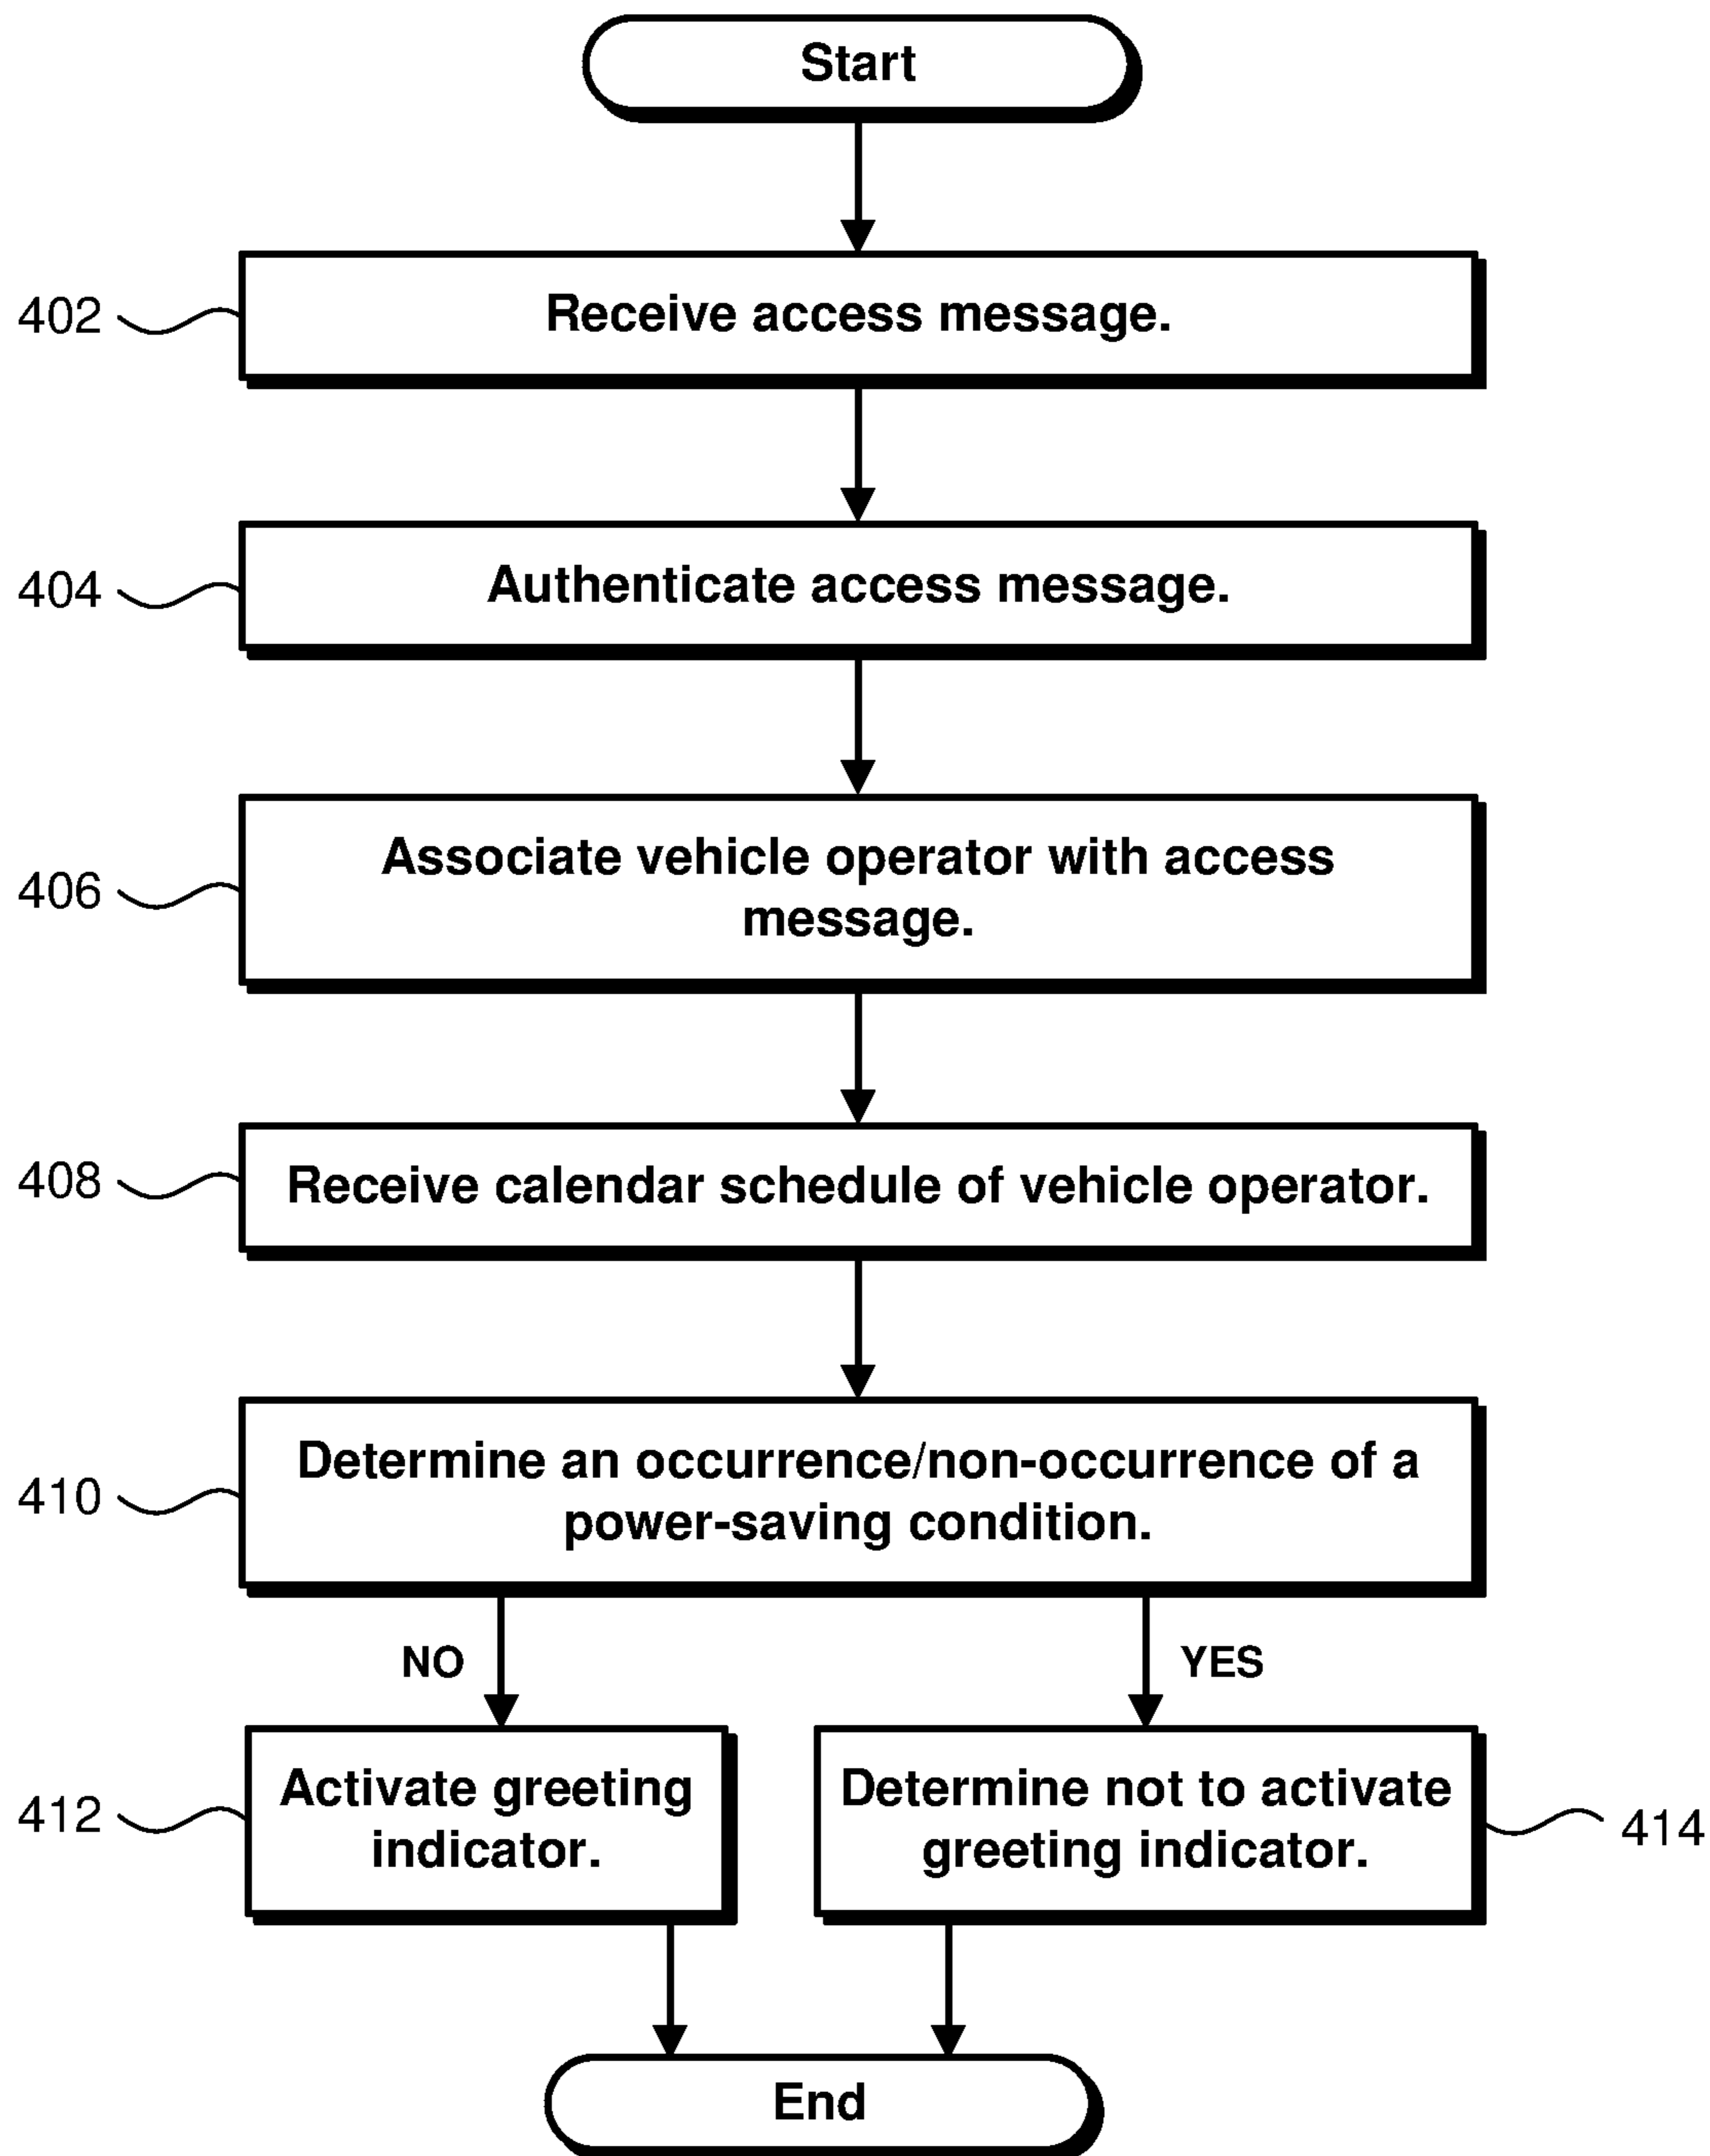 Start
402
Receive access message.
404
Authenticate access message.
406
Associate vehicle operator with access
message.
408
Receive calendar schedule of vehicle operator.
410
Determine an occurrence/non-occurrence of a
power-saving condition.
NO
YES
412
Activate greeting
indicator.
Determine not to activate
greeting indicator.
414
End